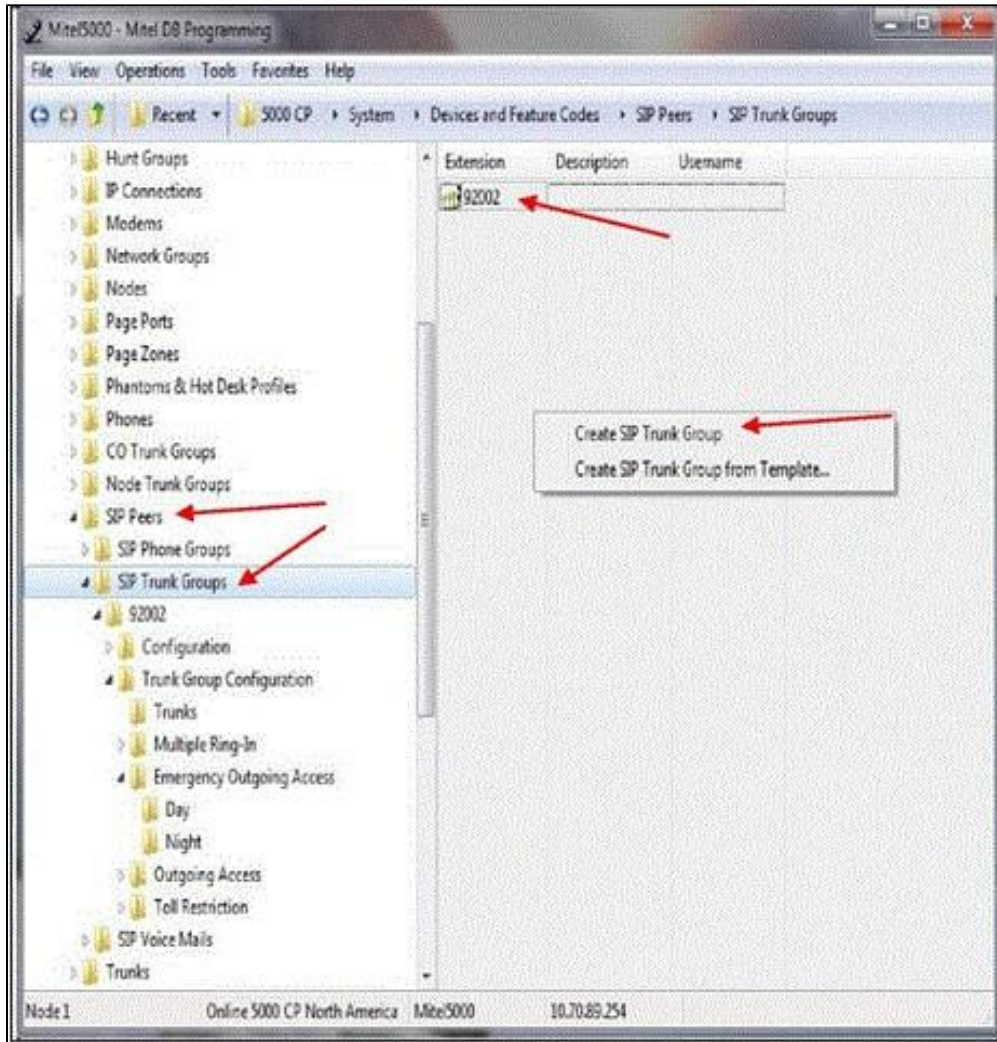 Mitel5000 - Mitel DB Programming
File View Operations Tools Favorites Help
Recent 5000 CP System Devices and Feature Codes SIP Peers SIP Trunk Groups
Hunt Groups
IP Connections
Modems
Network Groups
Nodes
Page Ports
Page Zones
Phantoms & Hot Desk Profiles
Phones
CO Trunk Groups
Node Trunk Groups
SIP Peers
SIP Phone Groups
SIP Trunk Groups
92002
Configuration
Trunk Group Configuration
Trunks
Multiple Ring-In
Emergency Outgoing Access
Day
Night
Outgoing Access
Toll Restriction
SIP Voice Mails
Trunks
Extension Description Username
92002
Create SIP Trunk Group
Create SIP Trunk Group from Template...
Node 1 Online 5000 CP North America Mitel5000 10.70.89.254